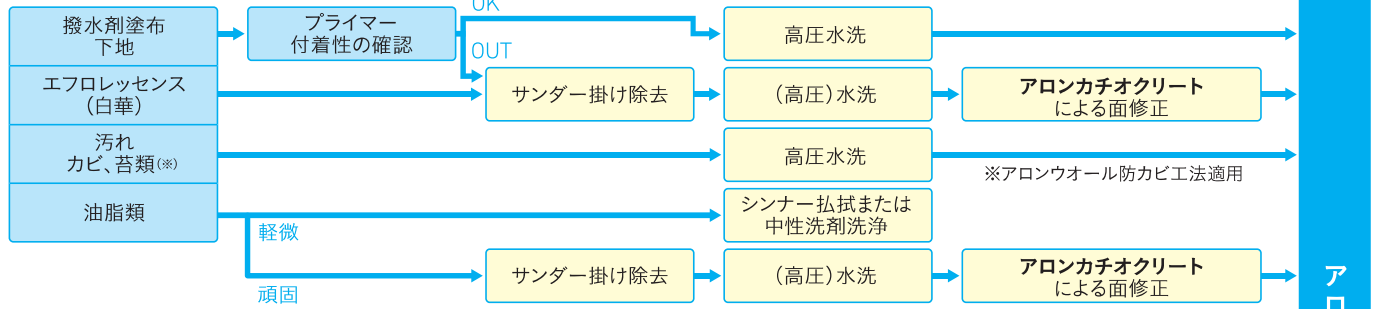 撥水剤塗布
下地
プライマー
付着性の確認
OK
OUT
高圧水洗
エフロレッセンス
（白華）
サンダー掛け除去
（高圧）水洗
アロンカチオクリート
による面修正
汚れ
カビ、苔類(※)
高圧水洗
※アロンウオール防カビ工法適用
油脂類
軽微
シンナー払拭または
中性洗剤洗浄
頑固
サンダー掛け除去
（高圧）水洗
アロンカチオクリート
による面修正
アロ